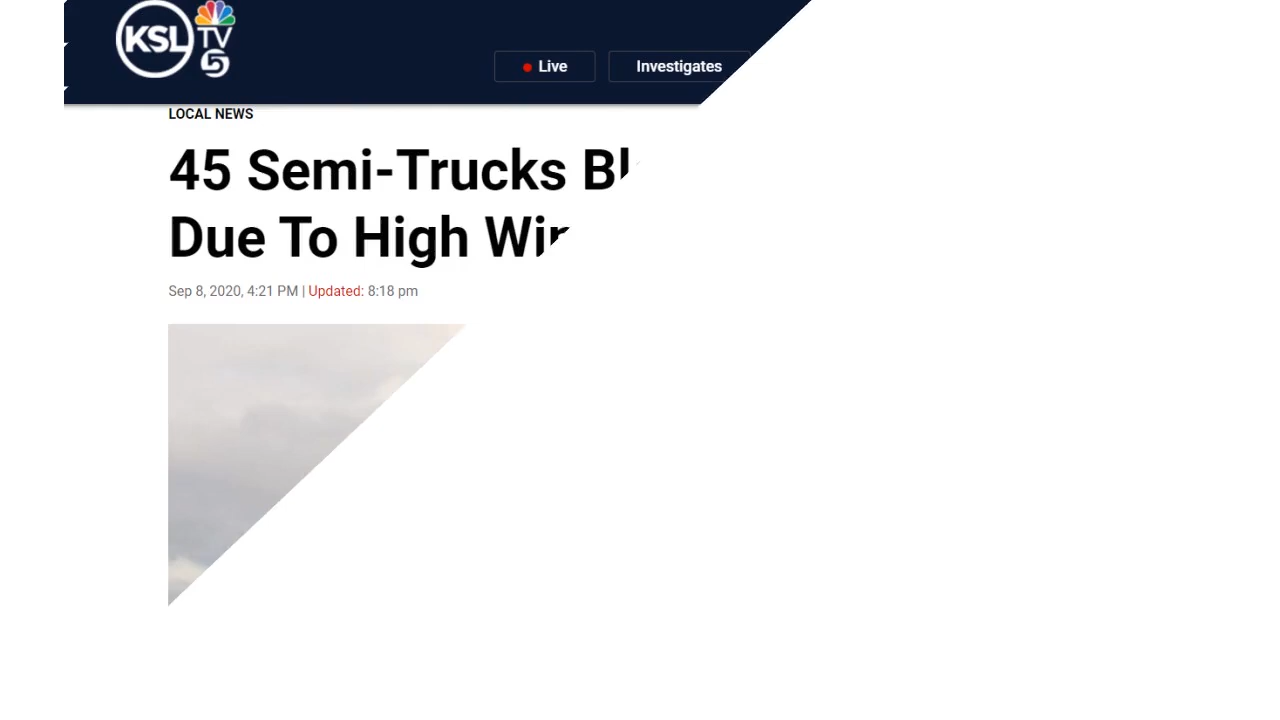 KSL TV
5
Live
Investigates
LOCAL NEWS
45 Semi-Trucks
Due To High
Sep 8, 2020, 4:21 PM | Updated: 8:18 pm